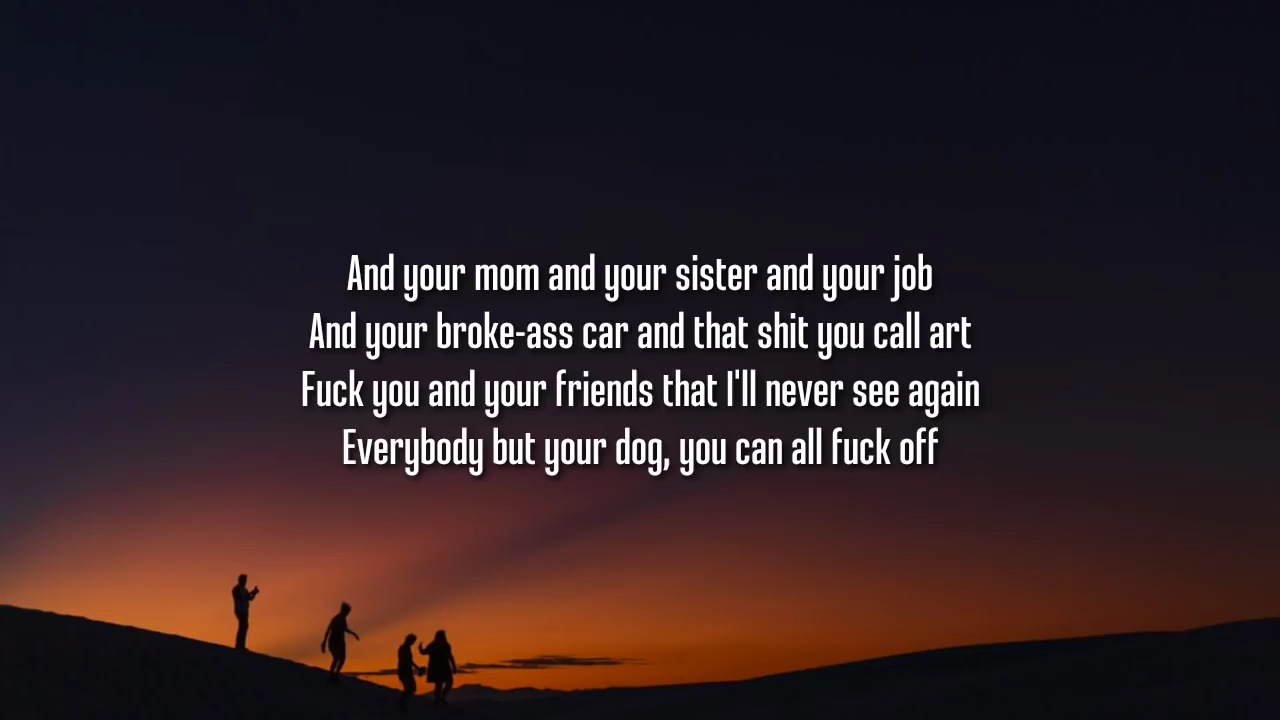 And your mom and your sister and your job
And your broke-ass car and that shit you call art
Fuck you and your friends that I'll never see again
Everybody but your dog, you can all fuck off